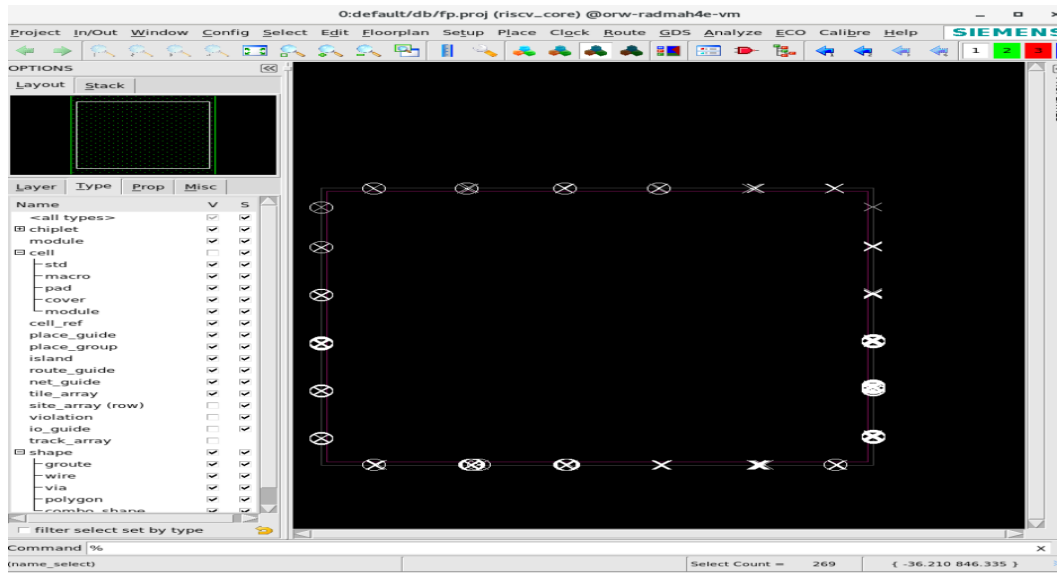 0:default/db/fp.proj (riscv_core) @orw-radmah4e-vm
Project In/Out Window Config Select Edit Floorplan Setup Place Clock Route GDS Analyze ECO Calibre Help SIEMENS
1 2 3
OPTIONS
Layout Stack
Layer Type Prop Misc
Name V S
<all types>
chiplet
module
cell
std
macro
pad
cover
module
cell_ref
place_guide
place_group
island
route_guide
net_guide
tile_array
site_array (row)
violation
io_guide
track_array
shape
groute
wire
via
polygon
combo_shape
filter select set by type
Command %
(name_select) Select Count = 269 ( -36.210 846.335 )